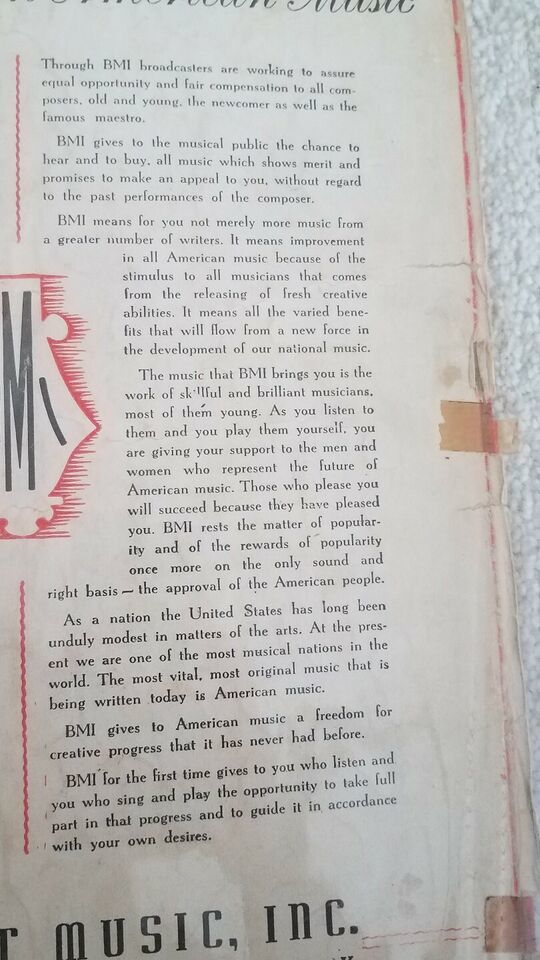 American Music
Through BMI broadcasters are working to assure
equal opportunity and fair compensation to all com-
posers, old and young, the newcomer as well as the
famous maestro.
BMI gives to the musical public the chance to
hear and to buy, all music which shows merit and
promises to make an appeal to you, without regard
to the past performances of the composer.
BMI means for you not merely more music from
a greater number of writers. It means improvement
in all American music because of the
stimulus to all musicians that comes
from the releasing of fresh creative
abilities. It means all the varied bene-
fits that will flow from a new force in
the development of our national music.
The music that BMI brings you is the
work of skillful and brilliant musicians,
most of them young. As you listen to
them and you play them yourself, you
are giving your support to the men and
women who represent the future of
American music. Those who please you
will succeed because they have pleased
you. BMI rests the matter of popular-
ity and of the rewards of popularity
once more on the only sound and
right basis — the approval of the American people.
As a nation the United States has long been
unduly modest in matters of the arts. At the pres-
ent we are one of the most musical nations in the
world. The most vital, most original music that is
being written today is American music.
BMI gives to American music a freedom for
creative progress that it has never had before.
BMI for the first time gives to you who listen and
you who sing and play the opportunity to take full
part in that progress and to guide it in accordance
with your own desires.
MI
T MUSIC, INC.